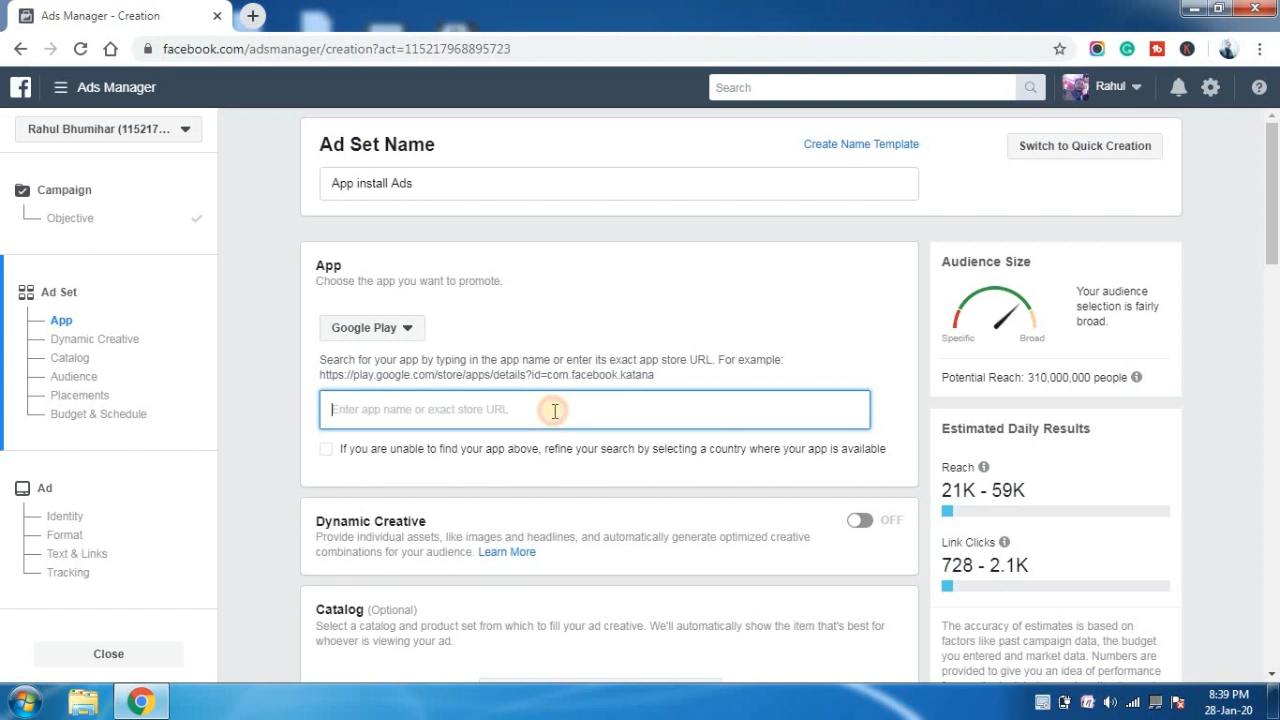 Ads Manager - Creation
facebook.com/adsmanager/creation?act=115217968895723
Ads Manager
Search
Rahul
Rahul Bhumihar (115217...
Campaign
Objective
Ad Set
App
Dynamic Creative
Catalog
Audience
Placements
Budget & Schedule
Ad
Identity
Format
Text & Links
Tracking
Close
Ad Set Name
Create Name Template
Switch to Quick Creation
App install Ads
App
Choose the app you want to promote.
Google Play
Search for your app by typing in the app name or enter its exact app store URL. For example:
https://play.google.com/store/apps/details?id=com.facebook.katana
Enter app name or exact store URL
If you are unable to find your app above, refine your search by selecting a country where your app is available
Dynamic Creative
OFF
Provide individual assets, like images and headlines, and automatically generate optimized creative
combinations for your audience. Learn More
Catalog (Optional)
Select a catalog and product set from which to fill your ad creative. We'll automatically show the item that's best for
whoever is viewing your ad.
Audience Size
Your audience
selection is fairly
broad.
Specific
Broad
Potential Reach: 310,000,000 people
Estimated Daily Results
Reach
21K - 59K
Link Clicks
728 - 2.1K
The accuracy of estimates is based on
factors like past campaign data, the budget
you entered and market data. Numbers are
provided to give you an idea of performance
8:39 PM
28-Jan-20